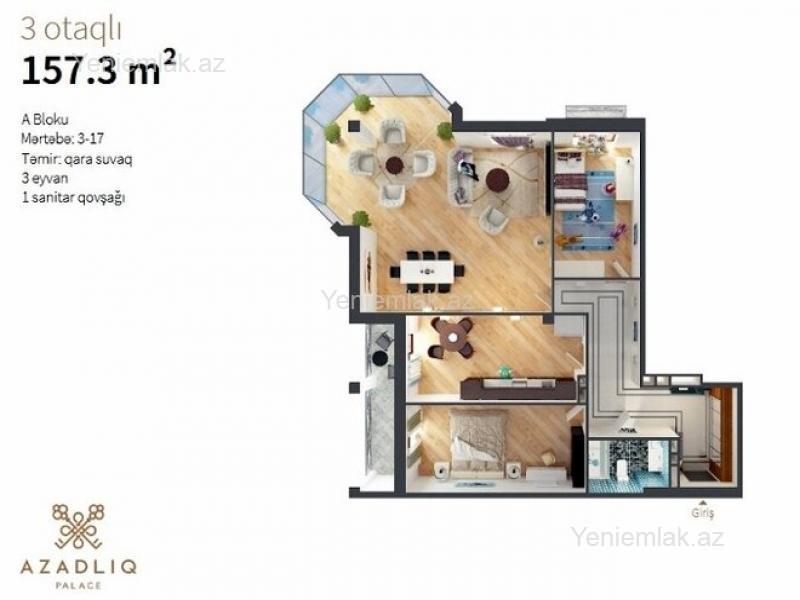 3 otaqlı
157.3 m²
Yeniemlak.az
A Bloku
Mərtəbə: 3-17
Təmir: qara suvaq
3 eyvan
1 sanitar qovşağı
Yeniemlak.az
Giriş
Yeniemlak.az
AZADLIQ
PALACE